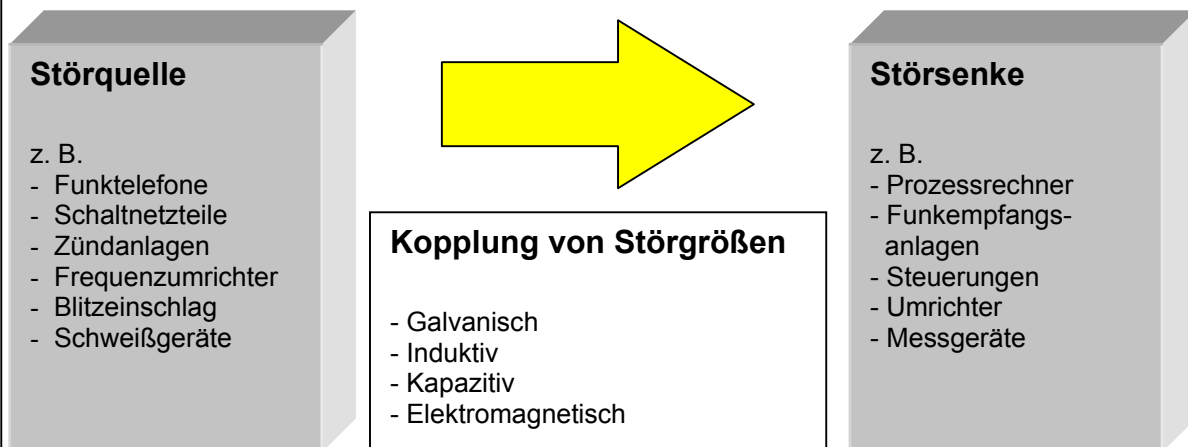 Störquelle
z. B.
- Funktelefone
- Schaltnetzteile
- Zündanlagen
- Frequenzumrichter
- Blitzeinschlag
- Schweißgeräte
Kopplung von Störgrößen
- Galvanisch
- Induktiv
- Kapazitiv
- Elektromagnetisch
Störsenke
z. B.
- Prozessrechner
- Funkempfangs-
anlagen
- Steuerungen
- Umrichter
- Messgeräte